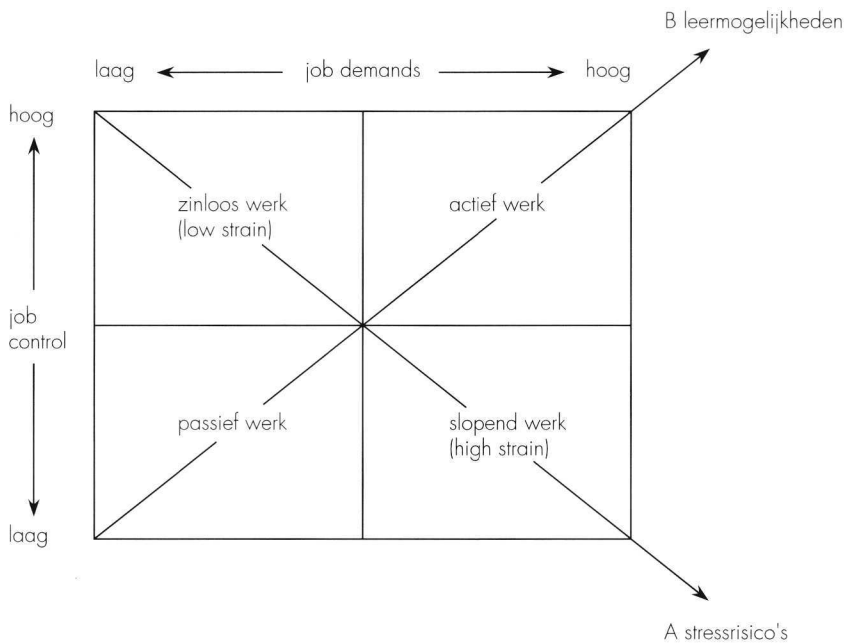 B leermogelijkheden
laag job demands hoog
hoog
zinloos werk
(low strain)
actief werk
job
control
passief werk
slopend werk
(high strain)
laag
A stressrisico's